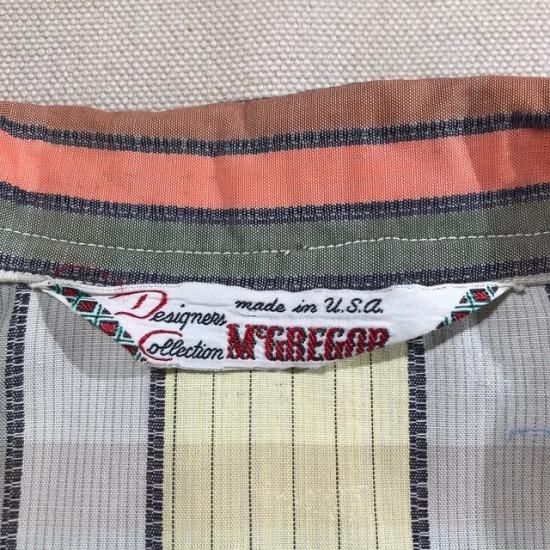 Designers
made in U.S.A.
Collection McGREGOR